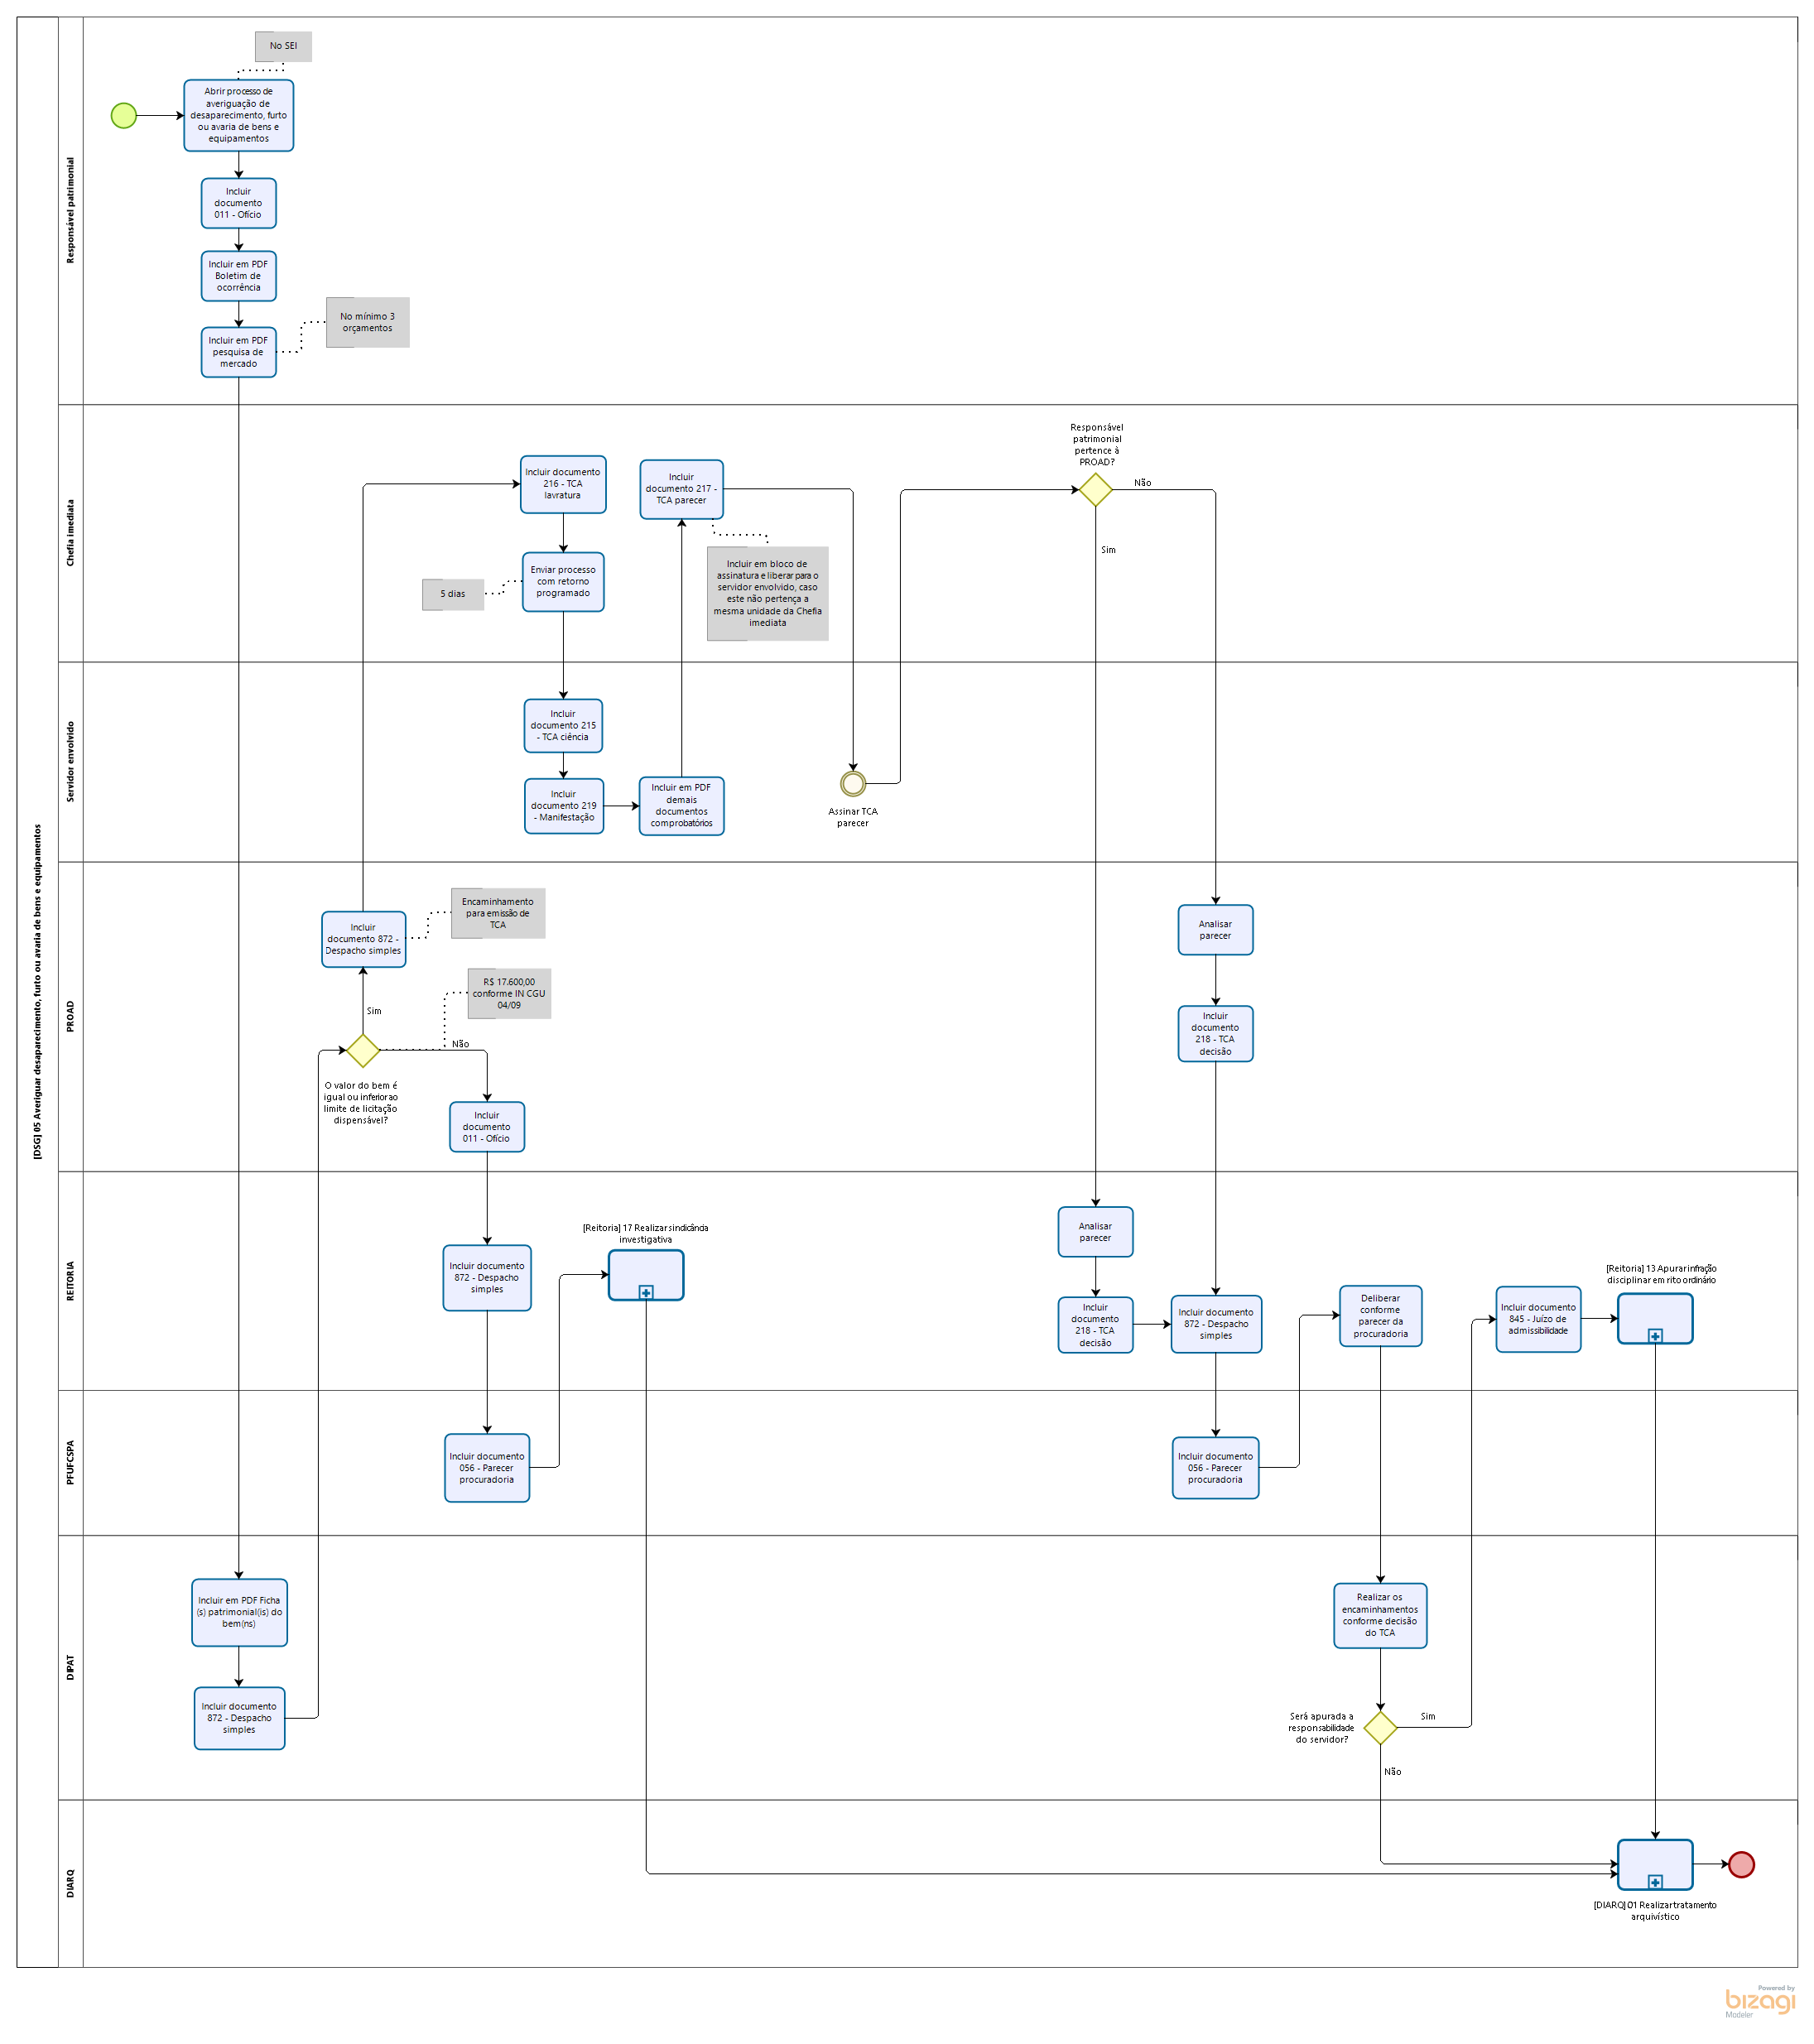 [DSG] 05 Averiguar desaparecimento, furto ou avaria de bens e equipamentos
Responsável patrimonial
No SEI
Abrir processo de
averiguação de
desaparecimento, furto
ou avaria de bens e
equipamentos
Incluir
documento
011 - Ofício
Incluir em PDF
Boletim de
ocorrência
No mínimo 3
orçamentos
Incluir em PDF
pesquisa de
mercado
Chefia imediata
Incluir documento
216 - TCA
lavratura
Enviar processo
com retorno
programado
5 dias
Incluir
documento 217 -
TCA parecer
Incluir em bloco de
assinatura e liberar para o
servidor envolvido, caso
este não pertença a
mesma unidade da Chefia
imediata
Responsável
patrimonial
pertence à
PROAD?
Não
Sim
Servidor envolvido
Incluir
documento 215
- TCA ciência
Incluir
documento 219
- Manifestação
Incluir em PDF
demais
documentos
comprobatórios
Assinar TCA
parecer
PROAD
Encaminhamento
para emissão de
TCA
Incluir
documento 872 -
Despacho simples
R$ 17.600,00
conforme IN CGU
04/09
Sim
Não
O valor do bem é
igual ou inferior ao
limite de licitação
dispensável?
Incluir
documento
011 - Ofício
Analisar
parecer
Incluir
documento
218 - TCA
decisão
REITORIA
Incluir documento
872 - Despacho
simples
[Reitoria] 17 Realizar sindicância
investigativa
Analisar
parecer
Incluir
documento
218 - TCA
decisão
Incluir documento
872 - Despacho
simples
Deliberar
conforme
parecer da
procuradoria
Incluir documento
845 - Juízo de
admissibilidade
[Reitoria] 13 Apurar infração
disciplinar em rito ordinário
PFUFCSPA
Incluir documento
056 - Parecer
procuradoria
Incluir documento
056 - Parecer
procuradoria
DIPAT
Incluir em PDF Ficha
(s) patrimonial(is) do
bem(ns)
Incluir documento
872 - Despacho
simples
Realizar os
encaminhamentos
conforme decisão
do TCA
Será apurada a
responsabilidade
do servidor?
Sim
Não
DIARQ
[DIARQ] 01 Realizar tratamento
arquivístico
Powered by
bizagi
Modeler